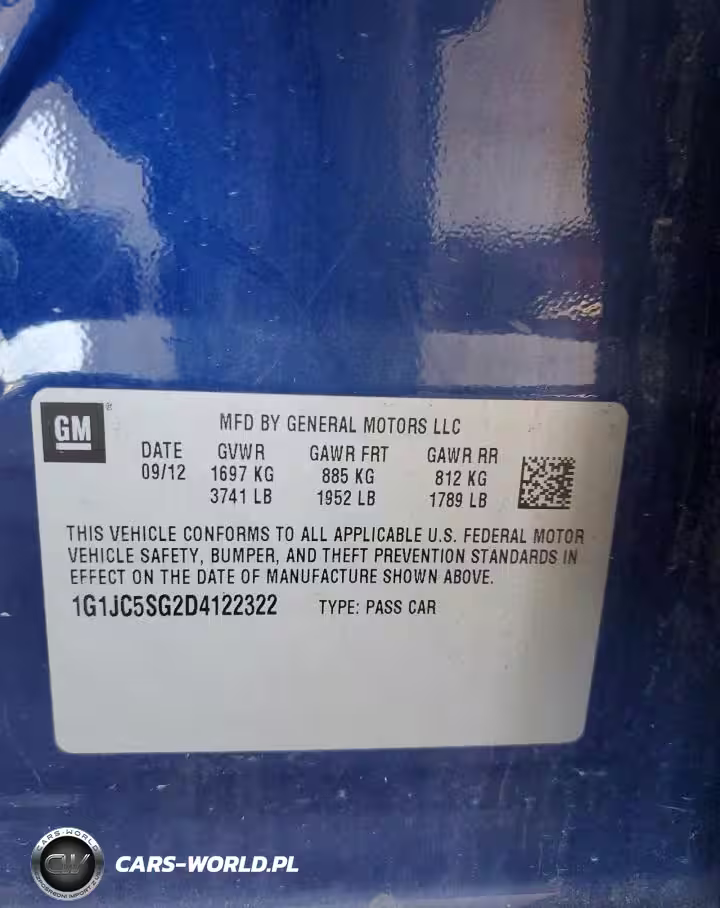 GM
®
MFD BY GENERAL MOTORS LLC
DATE GVWR GAWR FRT GAWR RR
09/12 1697 KG 885 KG 812 KG
3741 LB 1952 LB 1789 LB
THIS VEHICLE CONFORMS TO ALL APPLICABLE U.S. FEDERAL MOTOR
VEHICLE SAFETY, BUMPER, AND THEFT PREVENTION STANDARDS IN
EFFECT ON THE DATE OF MANUFACTURE SHOWN ABOVE.
1G1JC5SG2D4122322 TYPE: PASS CAR
CARS-WORLD
CW
CARS-WORLD.PL